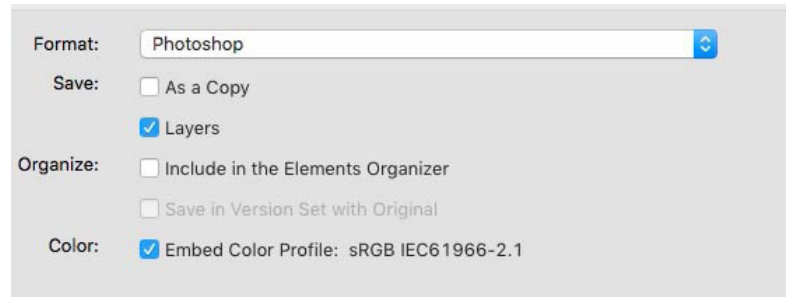 Format: Photoshop
Save: As a Copy
Layers
Organize: Include in the Elements Organizer
Save in Version Set with Original
Color: Embed Color Profile: sRGB IEC61966-2.1